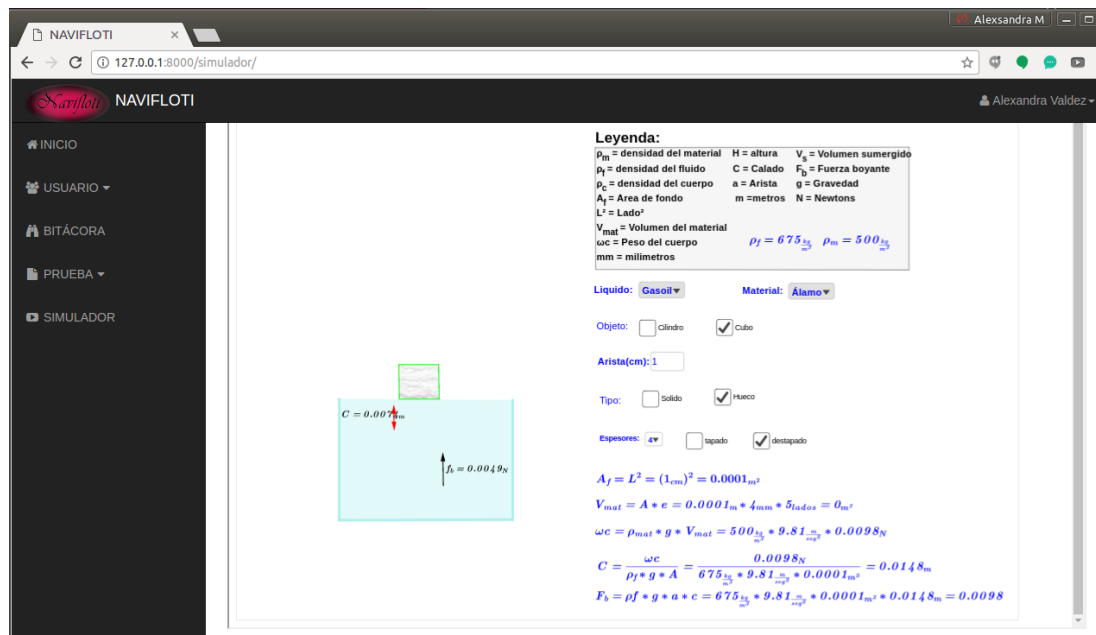 Alexsandra M
NAVIFLOTI
127.0.0.1:8000/simulador/
Navifloti NAVIFLOTI
Alexandra Valdez
INICIO
USUARIO
BITÁCORA
PRUEBA
SIMULADOR
Leyenda:
ρm = densidad del material H = altura Vs = Volumen sumergido
ρf = densidad del fluido C = Calado Fb = Fuerza boyante
ρc = densidad del cuerpo a = Arista g = Gravedad
Af = Area de fondo m =metros N = Newtons
L² = Lado²
Vmat = Volumen del material
ωc = Peso del cuerpo ρf = 675 kg/m³ ρm = 500 kg/m³
mm = milimetros
Liquido: Gasoil Material: Álamo
Objeto: Cilindro Cubo
Arista(cm): 1
Tipo: Solido Hueco
Espesores: 4 tapado destapado
fb = 0.0049N
Af = L² = (1cm)² = 0.0001m²
Vmat = A * e = 0.0001m * 4mm * 5lados = 0m³
ωc = ρmat * g * Vmat = 500 kg/m³ * 9.81 m/seg² * 0.0098N
C = ωc / ρf * g * A = 0.0098N / 675 kg/m³ * 9.81 m/seg² * 0.0001m² = 0.0148m
Fb = ρf * g * a * c = 675 kg/m³ * 9.81 m/seg² * 0.0001m² * 0.0148m = 0.0098